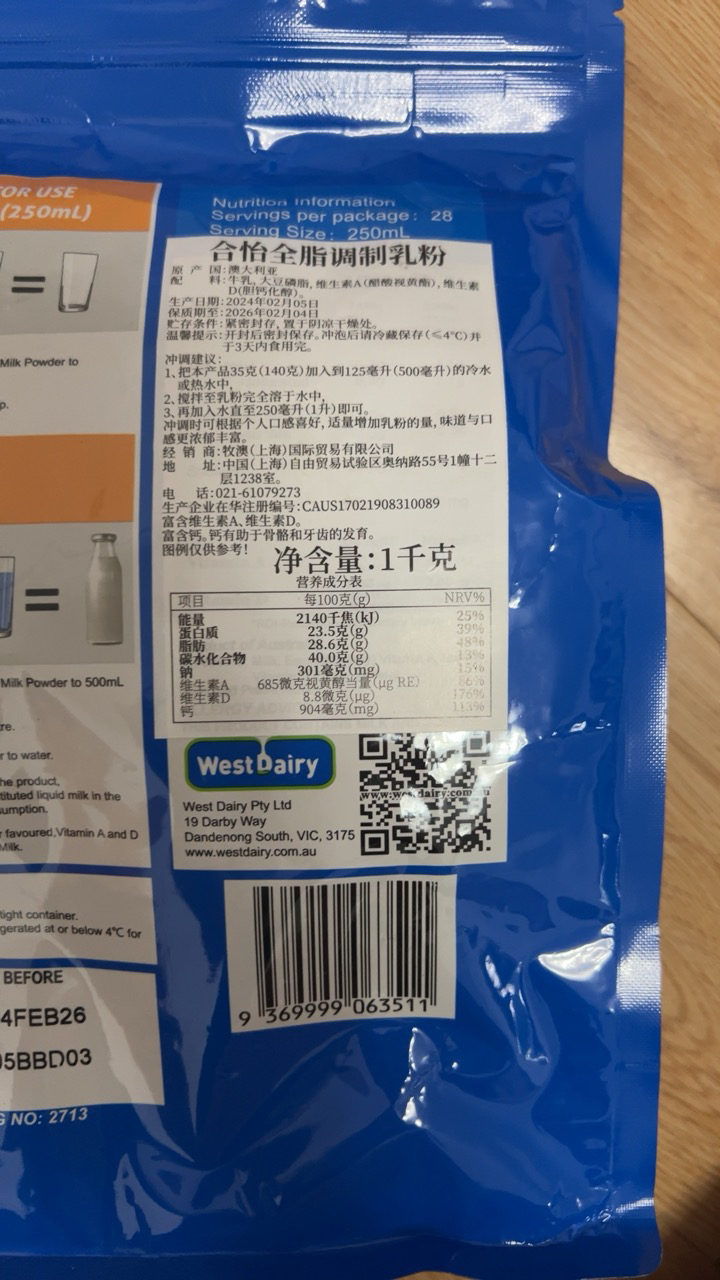 FOR USE
(250mL)
Milk Powder to
Milk Powder to 500mL
r to water.
he product,
tituted liquid milk in the
umption.
r favoured,Vitamin A and D
Milk.
tight container.
gerated at or below 4℃ for
BEFORE
4FEB26
05BBD03
G NO: 2713
Nutrition Information
Servings per package: 28
Serving Size: 250mL
合怡全脂调制乳粉
原产国:澳大利亚
配料:牛乳,大豆磷脂,维生素A(醋酸视黄酯),维生素
D(胆钙化醇)。
生产日期:2024年02月05日
保质期至:2026年02月04日
贮存条件:紧密封存,置于阴凉干燥处。
温馨提示:开封后密封保存。冲泡后请冷藏保存(≤4℃)并
于3天内食用完。
冲调建议:
1、把本产品35克(140克)加入到125毫升(500毫升)的冷水
或热水中,
2、搅拌至乳粉完全溶于水中,
3、再加入水直至250毫升(1升)即可。
冲调时可根据个人口感喜好,适量增加乳粉的量,味道与口
感更浓郁丰富。
经销商:牧澳(上海)国际贸易有限公司
地址:中国(上海)自由贸易试验区奥纳路55号1幢十二
层1238室。
电话:021-61079273
生产企业在华注册编号:CAUS17021908310089
富含维生素A、维生素D。
富含钙。钙有助于骨骼和牙齿的发育。
图例仅供参考!
净含量:1千克
营养成分表
项目 每100克(g) NRV%
能量 2140千焦(kJ) 25%
蛋白质 23.5克(g) 39%
脂肪 28.6克(g) 48%
碳水化合物 40.0克(g) 13%
钠 301毫克(mg) 15%
维生素A 685微克视黄醇当量(μg RE) 86%
维生素D 8.8微克(μg) 176%
钙 904毫克(mg) 113%
West Dairy
www.westdairy.com.au
West Dairy Pty Ltd
19 Darby Way
Dandenong South, VIC, 3175
www.westdairy.com.au
9 369999 063511